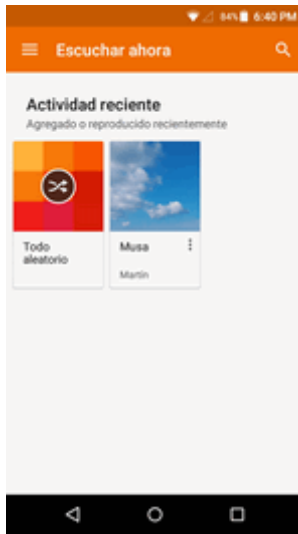 84% 6:40 PM
Escuchar ahora
Actividad reciente
Agregado o reproducido recientemente
Todo
aleatorio
Musa
Martín